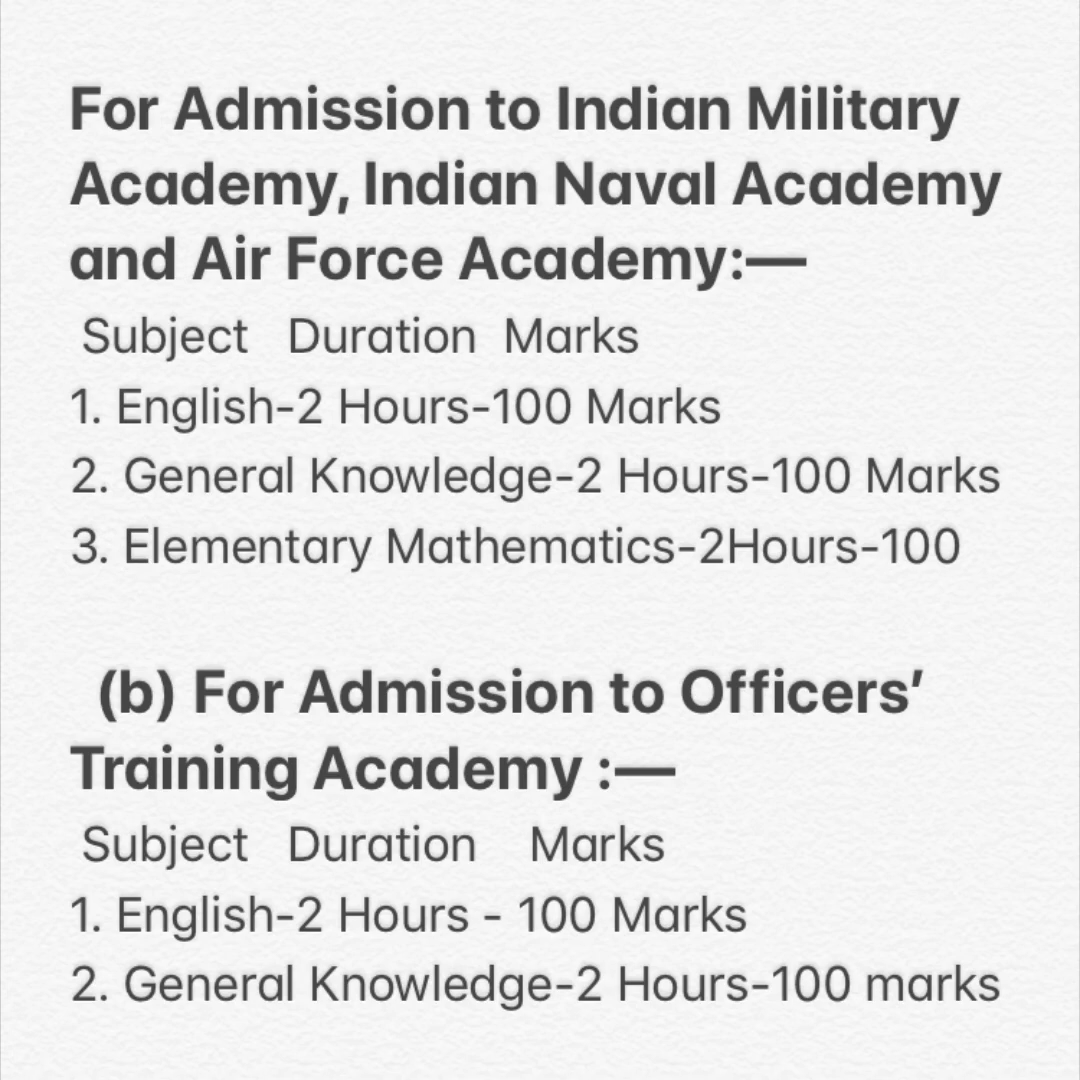 For Admission to Indian Military
Academy, Indian Naval Academy
and Air Force Academy:—
Subject Duration Marks
1. English-2 Hours-100 Marks
2. General Knowledge-2 Hours-100 Marks
3. Elementary Mathematics-2Hours-100
(b) For Admission to Officers’
Training Academy :—
Subject Duration Marks
1. English-2 Hours - 100 Marks
2. General Knowledge-2 Hours-100 marks